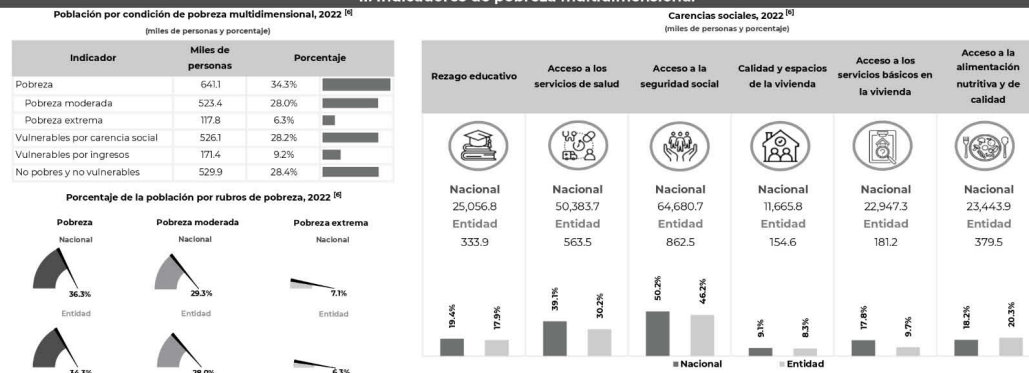 II. Indicadores de pobreza multidimensional
Población por condición de pobreza multidimensional, 2022 [6]
(miles de personas y porcentaje)
Indicador Miles de personas Porcentaje
Pobreza 641.1 34.3%
Pobreza moderada 523.4 28.0%
Pobreza extrema 117.8 6.3%
Vulnerables por carencia social 526.1 28.2%
Vulnerables por ingresos 171.4 9.2%
No pobres y no vulnerables 529.9 28.4%
Porcentaje de la población por rubros de pobreza, 2022 [6]
Pobreza Pobreza moderada Pobreza extrema
Nacional Nacional Nacional
36.3% 29.3% 7.1%
Entidad Entidad Entidad
34.3% 28.0% 6.3%
Carencias sociales, 2022 [6]
(miles de personas y porcentaje)
Rezago educativo
Acceso a los servicios de salud
Acceso a la seguridad social
Calidad y espacios de la vivienda
Acceso a los servicios básicos en la vivienda
Acceso a la alimentación nutritiva y de calidad
Nacional Nacional Nacional Nacional Nacional Nacional
25,056.8 50,383.7 64,680.7 11,665.8 22,947.3 23,443.9
Entidad Entidad Entidad Entidad Entidad Entidad
333.9 563.5 862.5 154.6 181.2 379.5
19.4% 17.9% 39.1% 30.2% 50.2% 46.2% 9.1% 8.3% 17.8% 9.7% 18.2% 20.3%
Nacional Entidad